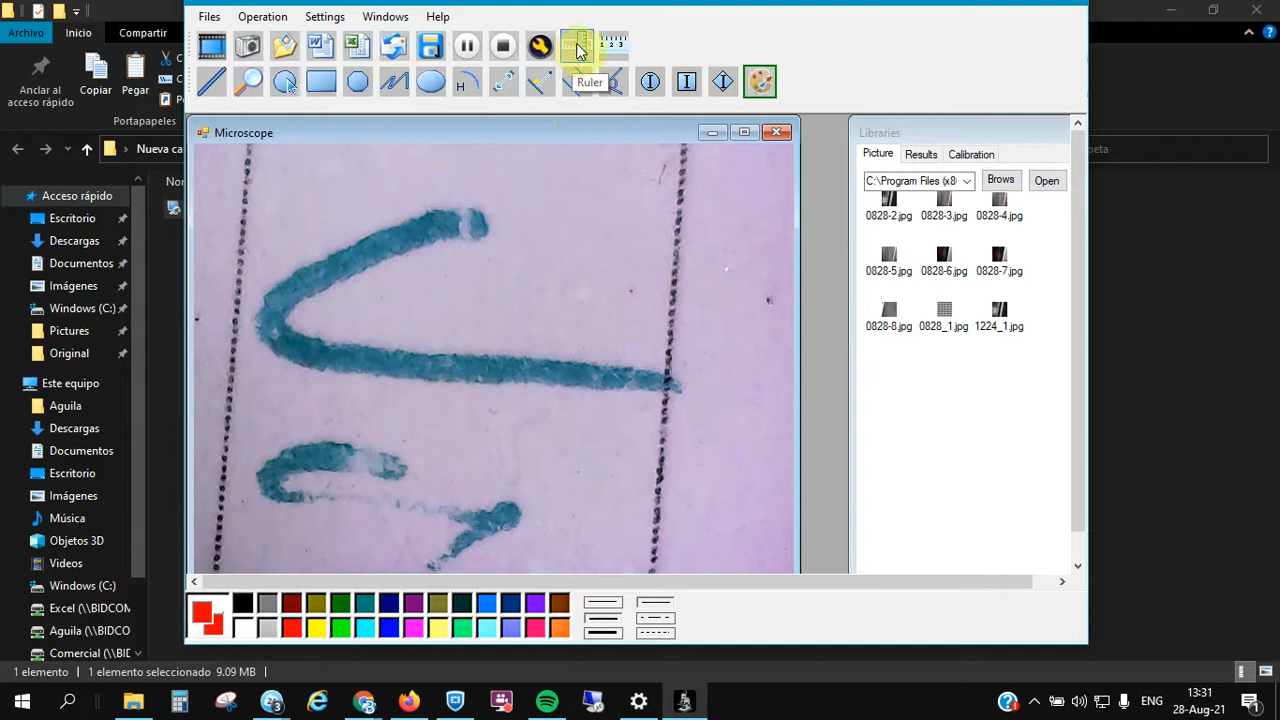 Archivo Inicio Compartir
Files Operation Settings Windows Help
Ruler
Anclar al acceso rápido
Copiar
Pegar
Portapapeles
Nueva ca
peta
Microscope
Libraries
Picture Results Calibration
C:\Program Files (x8 Brows Open
0828-2.jpg 0828-3.jpg 0828-4.jpg
0828-5.jpg 0828-6.jpg 0828-7.jpg
0828-8.jpg 0828_1.jpg 1224_1.jpg
Acceso rápido
Escritorio
Descargas
Documentos
Imágenes
Windows (C:)
Pictures
Original
Este equipo
Aguila
Descargas
Documentos
Escritorio
Imágenes
Música
Objetos 3D
Videos
Windows (C:)
Excel (\\BIDCOM
Aguila (\\BIDCO
Comercial (\\BID
1 elemento 1 elemento seleccionado 9.09 MB
ENG
13:31
28-Aug-21